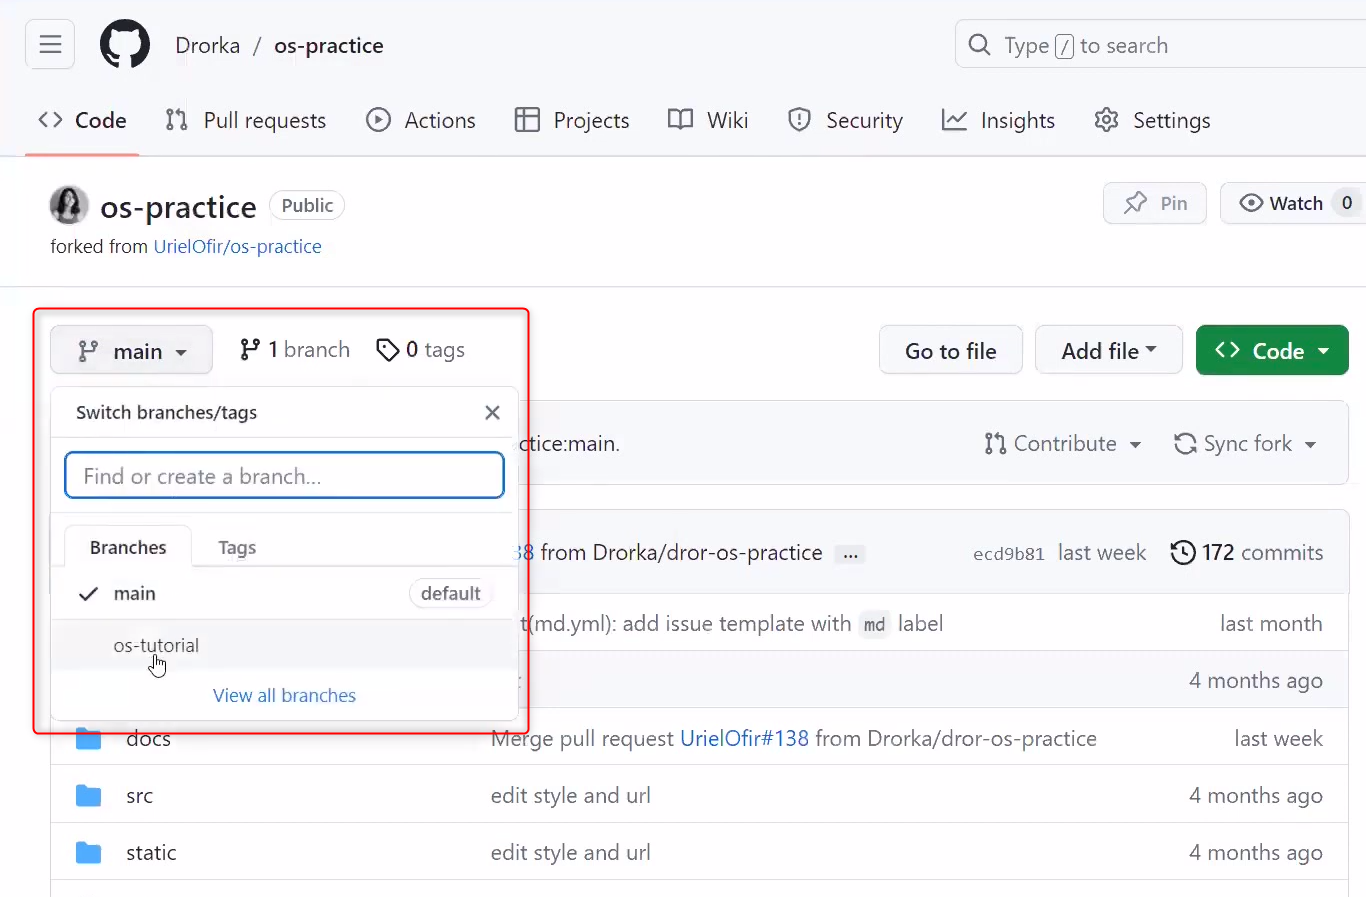 Drorka / os-practice
Type / to search
Code Pull requests Actions Projects Wiki Security Insights Settings
os-practice Public
Pin Watch 0
forked from UrielOfir/os-practice
main 1 branch 0 tags
Go to file Add file Code
Switch branches/tags
ctice:main.
Contribute Sync fork
Find or create a branch...
Branches Tags
38 from Drorka/dror-os-practice ...
ecd9b81 last week 172 commits
main default
t(md.yml): add issue template with md label last month
os-tutorial
4 months ago
View all branches
docs Merge pull request UrielOfir#138 from Drorka/dror-os-practice last week
src edit style and url 4 months ago
static edit style and url 4 months ago